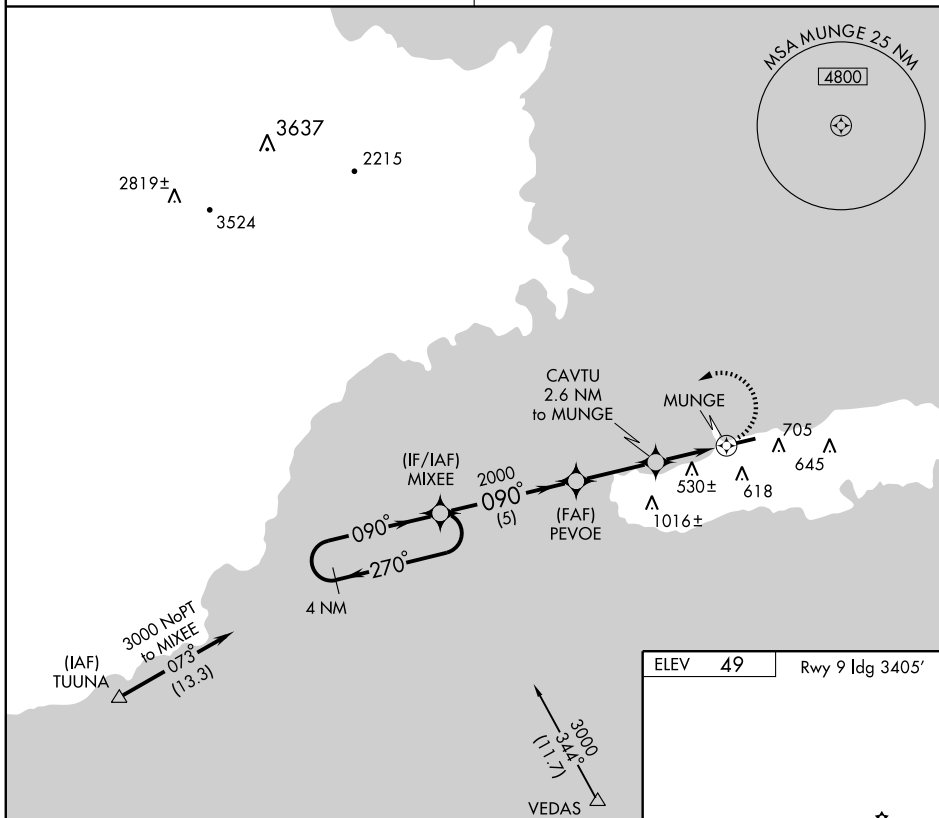 MSA MUNGE 25 NM
4800
3637
2215
2819±
3524
CAVTU
2.6 NM
to MUNGE
MUNGE
705
645
530±
618
1016±
(IF/IAF)
MIXEE
2000
090°
(5)
(FAF)
PEVOE
090°
270°
4 NM
3000 NoPT
to MIXEE
073°
(13.3)
(IAF)
TUUNA
3000
344°
(11.7)
VEDAS
ELEV 49
Rwy 9 ldg 3405'